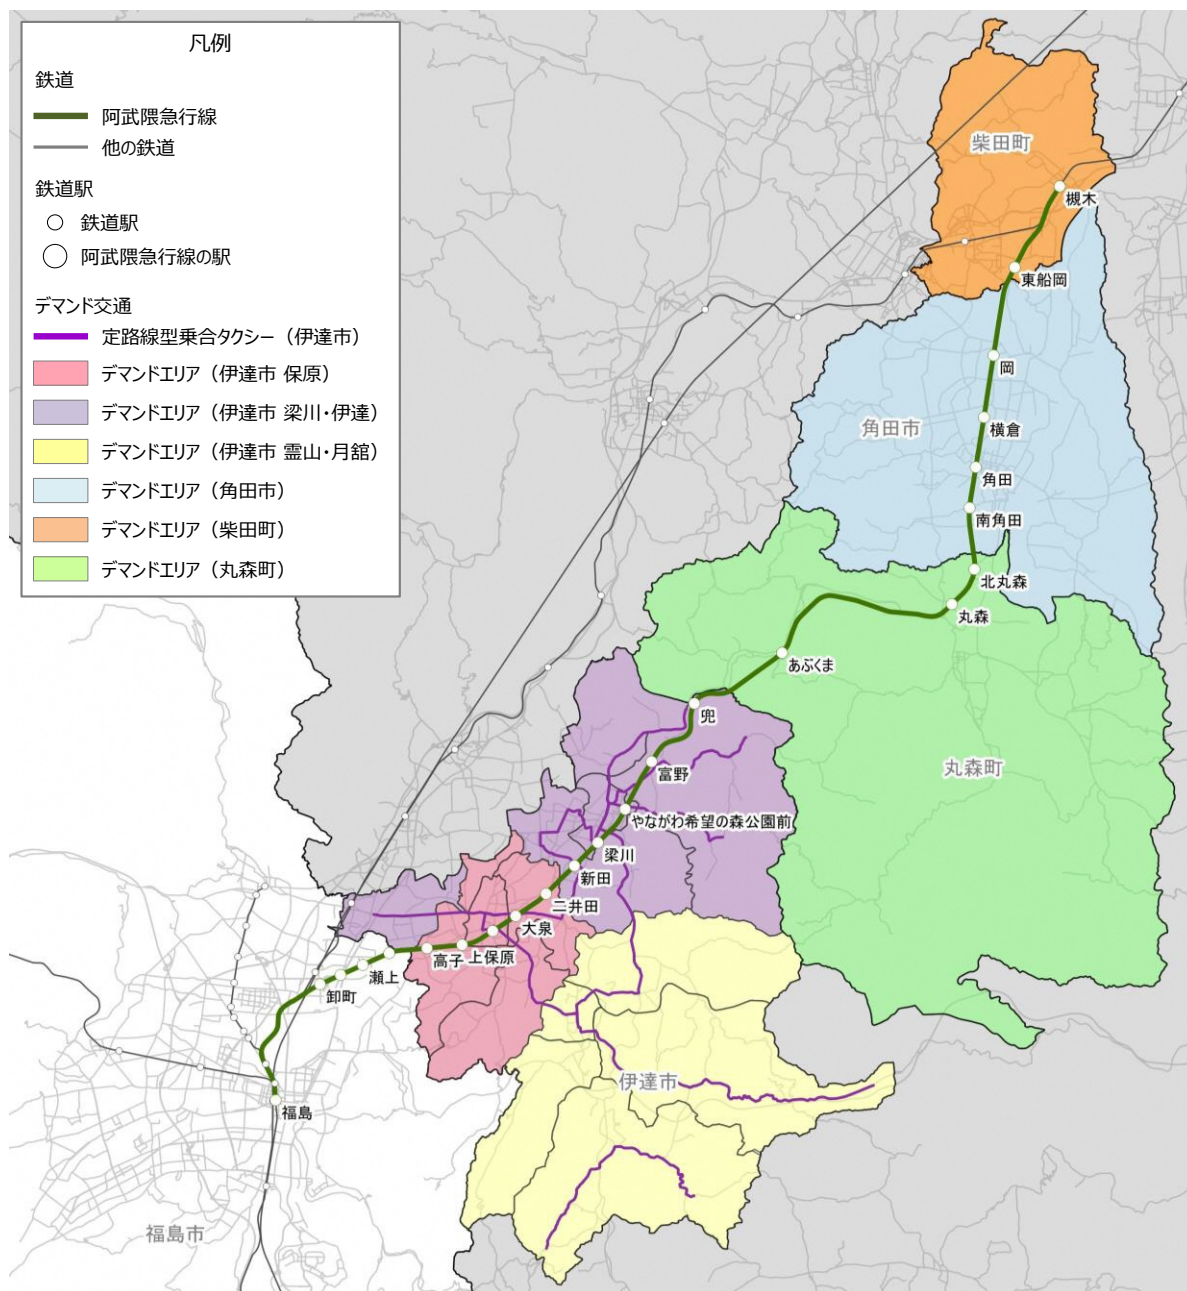 凡例
鉄道
阿武隈急行線
他の鉄道
鉄道駅
鉄道駅
阿武隈急行線の駅
デマンド交通
定路線型乗合タクシー（伊達市）
デマンドエリア（伊達市 保原）
デマンドエリア（伊達市 梁川・伊達）
デマンドエリア（伊達市 霊山・月舘）
デマンドエリア（角田市）
デマンドエリア（柴田町）
デマンドエリア（丸森町）
柴田町
槻木
東船岡
岡
角田市
横倉
角田
南角田
北丸森
丸森
あぶくま
兜
丸森町
富野
やながわ希望の森公園前
梁川
新田
二井田
大泉
上保原
高子
瀬上
卸町
伊達市
福島
福島市